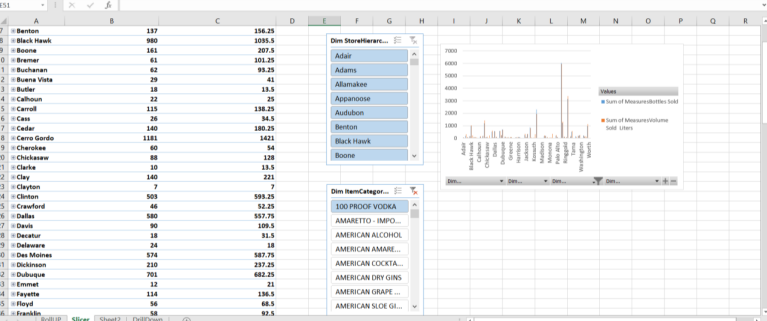 E51
fx
A B C D E F G H I J K L M N O P Q R
Benton 137 156.25
Black Hawk 980 1035.5
Boone 161 207.5
Bremer 61 101.25
Buchanan 62 93.25
Buena Vista 29 41
Butler 18 13.5
Calhoun 22 25
Carroll 115 138.25
Cass 26 34.5
Cedar 140 180.25
Cerro Gordo 1181 1421
Cherokee 60 54
Chickasaw 88 128
Clarke 10 13.5
Clay 140 221
Clayton 7 7
Clinton 503 593.25
Crawford 46 52.25
Dallas 580 557.75
Davis 90 109.5
Decatur 18 31.5
Delaware 24 18
Des Moines 574 587.75
Dickinson 210 237.25
Dubuque 701 682.25
Emmet 12 21
Fayette 114 136.5
Floyd 56 68.5
Franklin 58 92.5
Dim StoreHierarc...
Adair
Adams
Allamakee
Appanoose
Audubon
Benton
Black Hawk
Boone
Dim ItemCategor...
100 PROOF VODKA
AMARETTO - IMPO...
AMERICAN ALCOHOL
AMERICAN AMARE...
AMERICAN COCKTA...
AMERICAN DRY GINS
AMERICAN GRAPE ...
AMERICAN SLOE GI...
7000
6000
5000
4000
3000
2000
1000
0
Adair
Black Hawk
Calhoun
Chickasaw
Dallas
Dubuque
Greene
Harrison
Jackson
Kossuth
Madison
Monona
Palo Alto
Ringgold
Tama
Washington
Worth
Values
Sum of MeasuresBottles Sold
Sum of MeasuresVolume
Sold Liters
Dim... Dim... Dim... Dim...
RollUP Slicer Sheet2 DrillDown